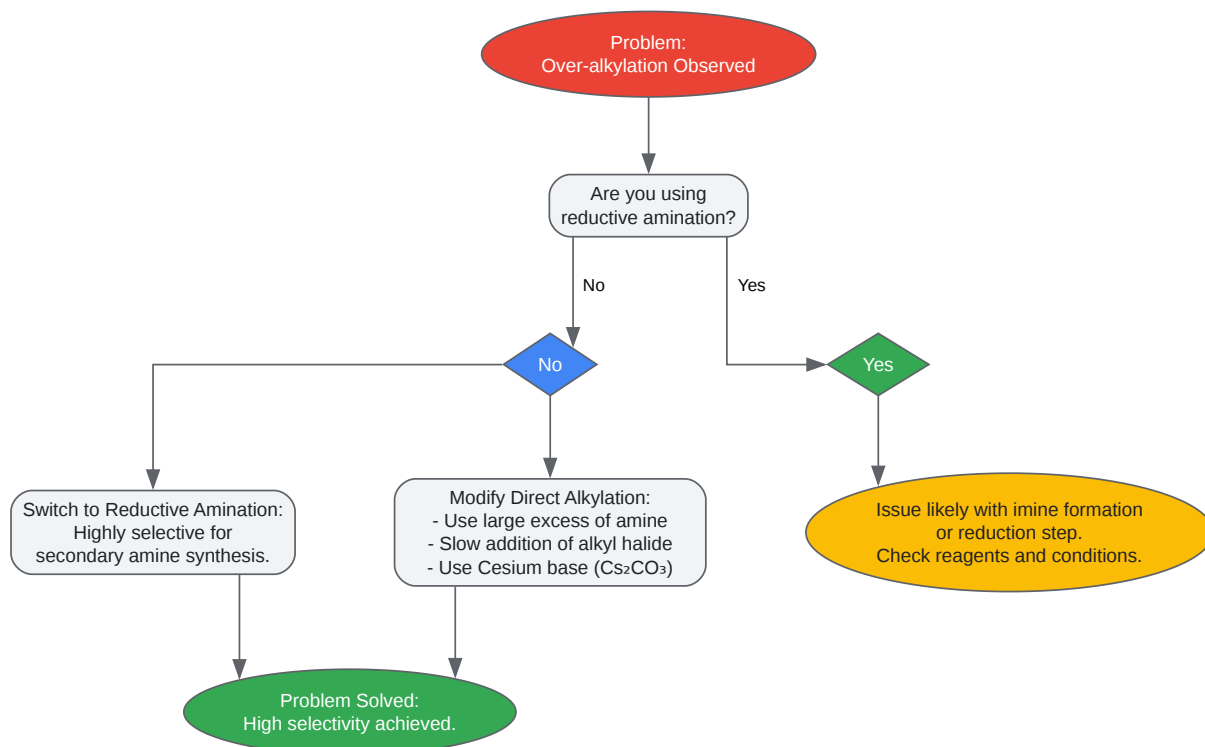 Problem:
Over-alkylation Observed
Are you using
reductive amination?
No
Yes
No
Yes
Switch to Reductive Amination:
Highly selective for
secondary amine synthesis.
Modify Direct Alkylation:
- Use large excess of amine
- Slow addition of alkyl halide
- Use Cesium base (Cs₂CO₃)
Issue likely with imine formation
or reduction step.
Check reagents and conditions.
Problem Solved:
High selectivity achieved.